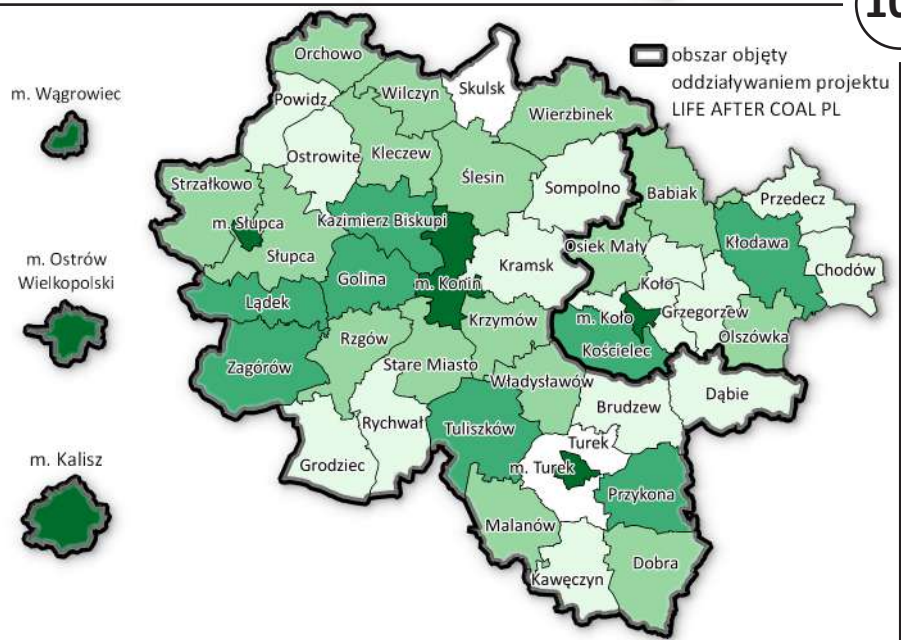 10
obszar objęty
oddziaływaniem projektu
LIFE AFTER COAL PL
m. Wągrowiec
m. Ostrów
Wielkopolski
m. Kalisz
Orchowo
Powidz
Wilczyn
Skulsk
Wierzbinek
Ostrowite
Kleczew
Ślesin
Sompolno
Strzałkowo
m. Słupca
Słupca
Kazimierz Biskupi
Babiak
Przedecz
Osiek Mały
Kłodawa
Chodów
Lądek
Golina
m. Konin
Kramsk
Koło
m. Koło
Grzegorzew
Kościelec
Olszówka
Krzymów
Zagórów
Rzgów
Stare Miasto
Władysławów
Brudzew
Dąbie
Grodziec
Rychwał
Tuliszków
Turek
m. Turek
Przykona
Malanów
Kawęczyn
Dobra